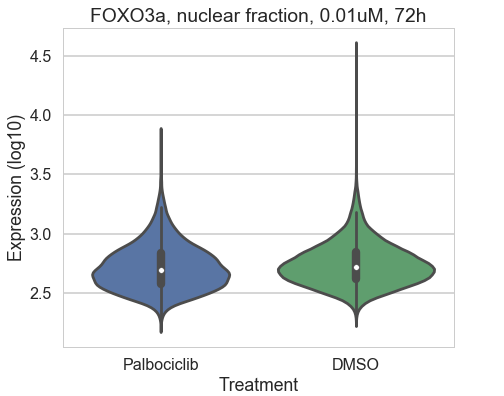 FOXO3a, nuclear fraction, 0.01uM, 72h
Expression (log10)
4.5
4.0
3.5
3.0
2.5
Palbociclib
DMSO
Treatment